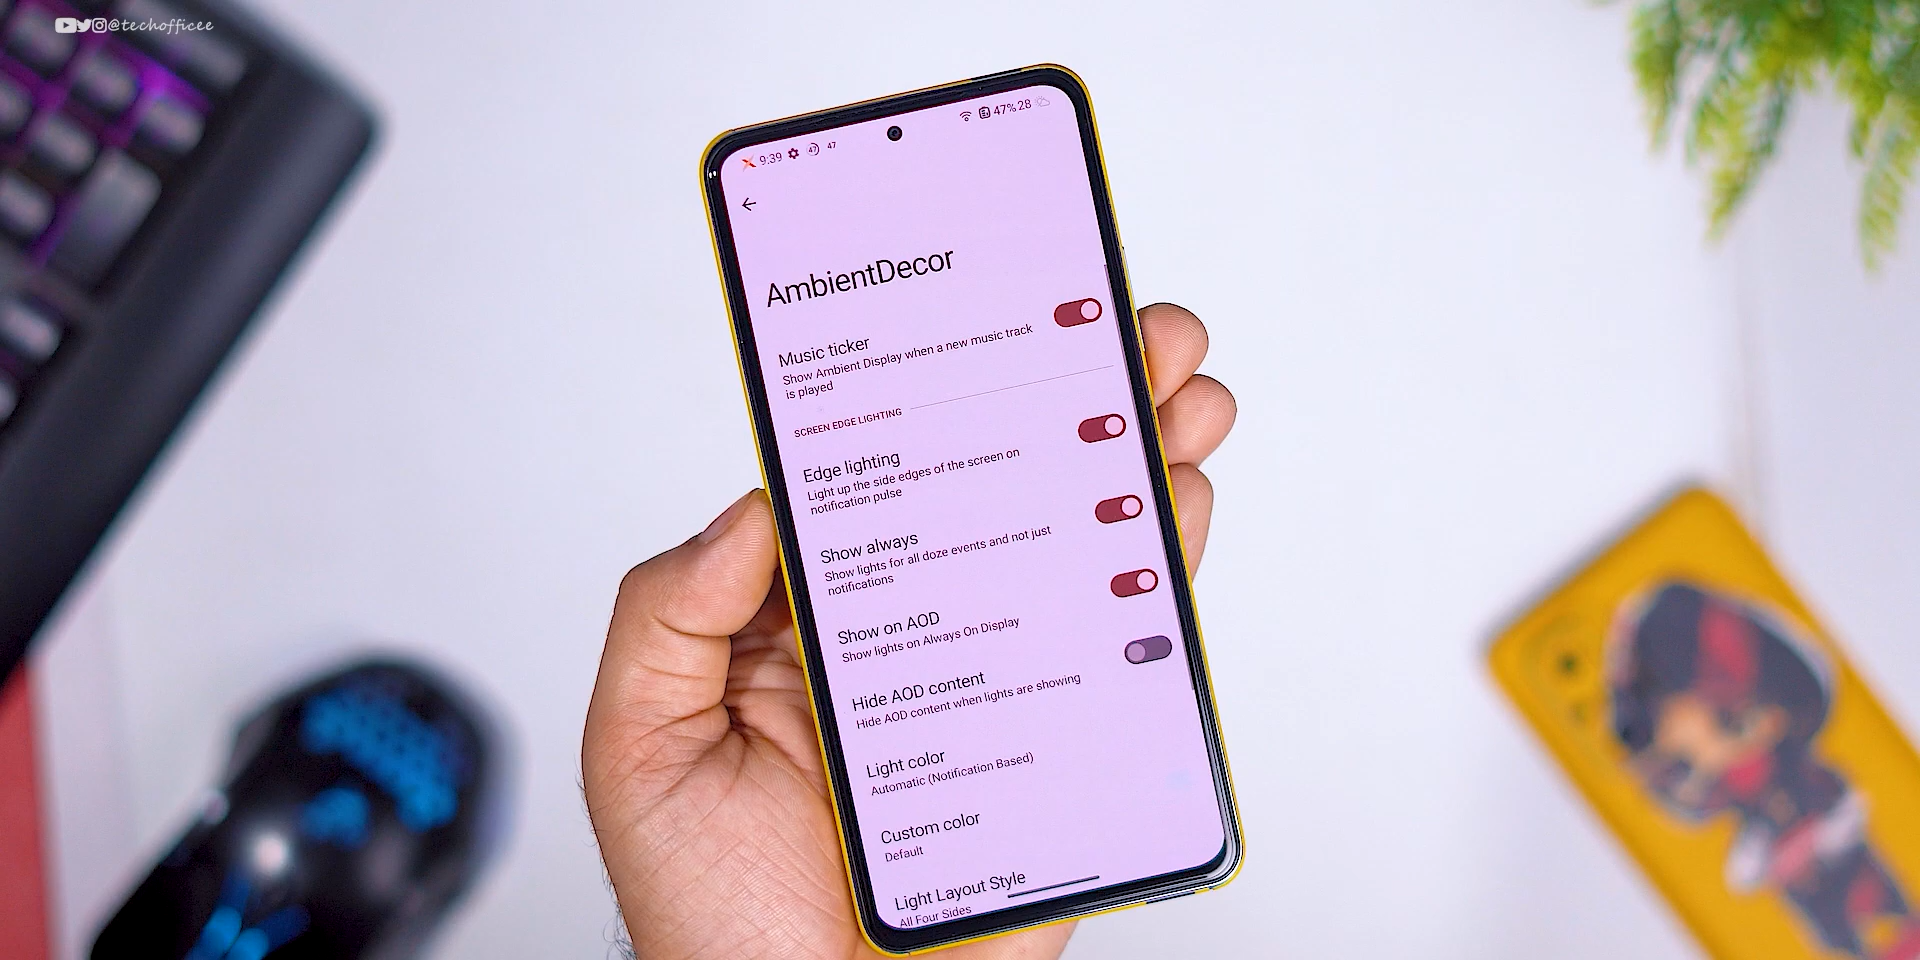 @techofficee
9:39 47 47
47% 28
AmbientDecor
Music ticker
Show Ambient Display when a new music track
is played
SCREEN EDGE LIGHTING
Edge lighting
Light up the side edges of the screen on
notification pulse
Show always
Show lights for all doze events and not just
notifications
Show on AOD
Show lights on Always On Display
Hide AOD content
Hide AOD content when lights are showing
Light color
Automatic (Notification Based)
Custom color
Default
Light Layout Style
All Four Sides